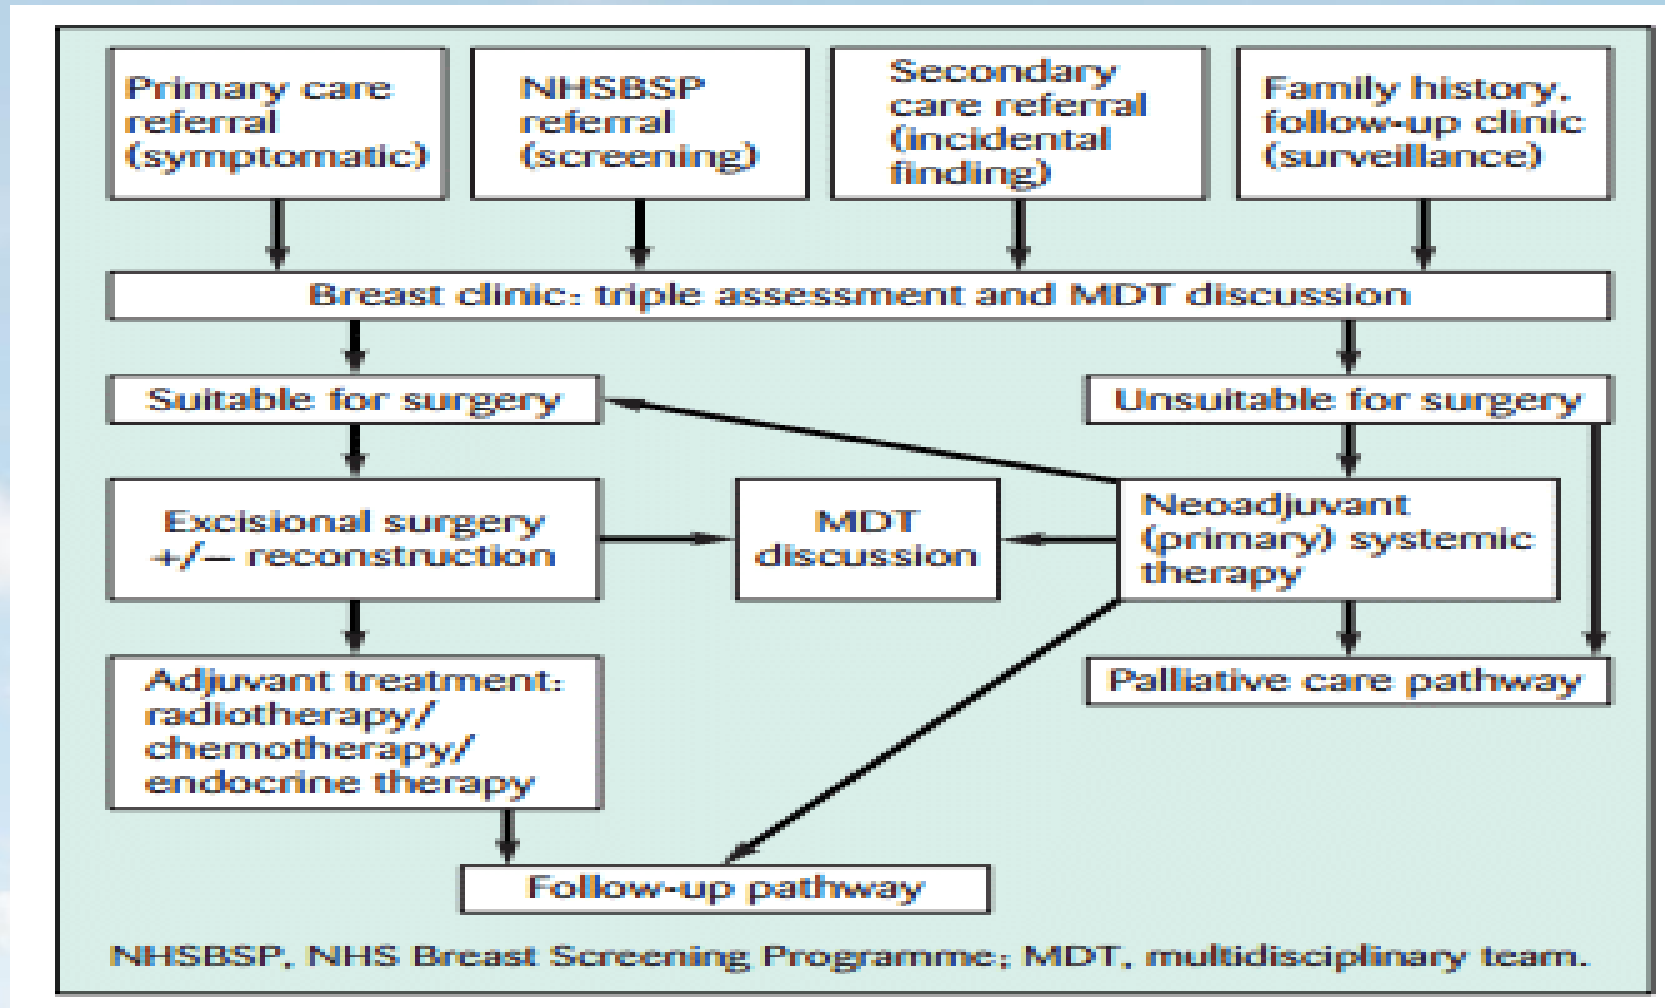 Primary care
referral
(symptomatic)
NHSBSP
referral
(screening)
Secondary
care referral
(incidental
finding)
Family history,
follow-up clinic
(surveillance)
Breast clinic: triple assessment and MDT discussion
Suitable for surgery
Unsuitable for surgery
Excisional surgery
+/− reconstruction
MDT
discussion
Neoadjuvant
(primary) systemic
therapy
Adjuvant treatment:
radiotherapy/
chemotherapy/
endocrine therapy
Palliative care pathway
Follow-up pathway
NHSBSP, NHS Breast Screening Programme; MDT, multidisciplinary team.